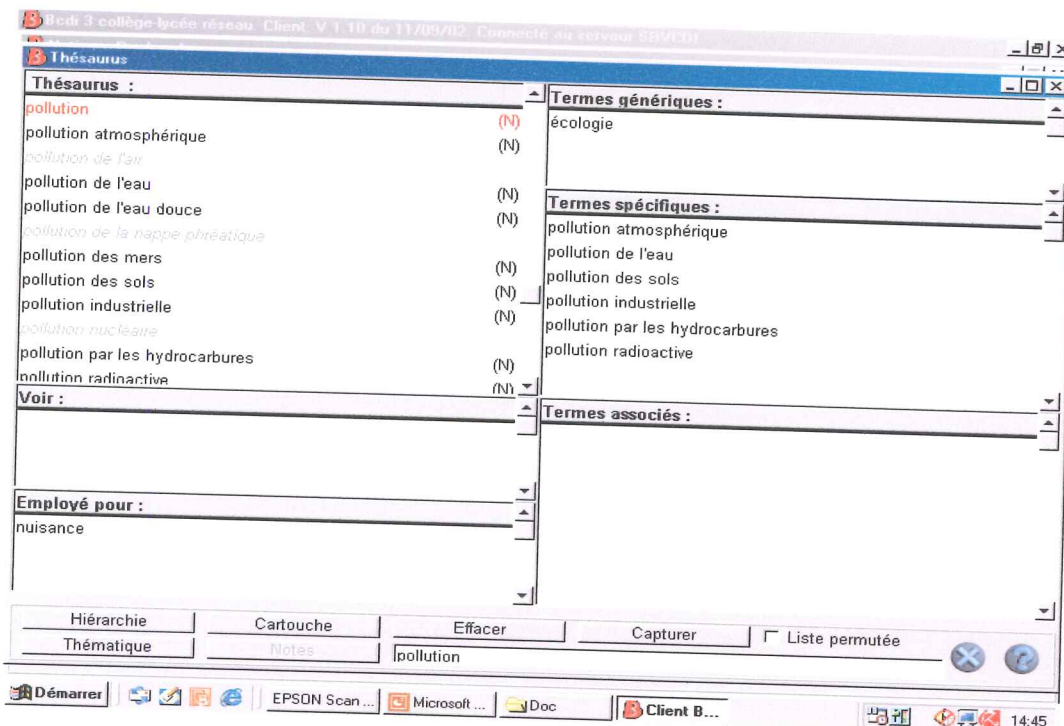 Bcdi 3 collège-lycée réseau. Client. V 1.10 du 11/09/02. Connecté au serveur
Thésaurus
Thésaurus :
pollution (N)
pollution atmosphérique (N)
pollution de l'air
pollution de l'eau (N)
pollution de l'eau douce (N)
pollution de la nappe phréatique
pollution des mers (N)
pollution des sols (N)
pollution industrielle (N)
pollution nucléaire
pollution par les hydrocarbures (N)
pollution radioactive (N)
Voir :
Employé pour :
nuisance
Termes génériques :
écologie
Termes spécifiques :
pollution atmosphérique
pollution de l'eau
pollution des sols
pollution industrielle
pollution par les hydrocarbures
pollution radioactive
Termes associés :
Hiérarchie Cartouche Effacer Capturer Liste permutée
Thématique Notes pollution
Démarrer EPSON Scan ... Microsoft ... Doc Client B... 14:45